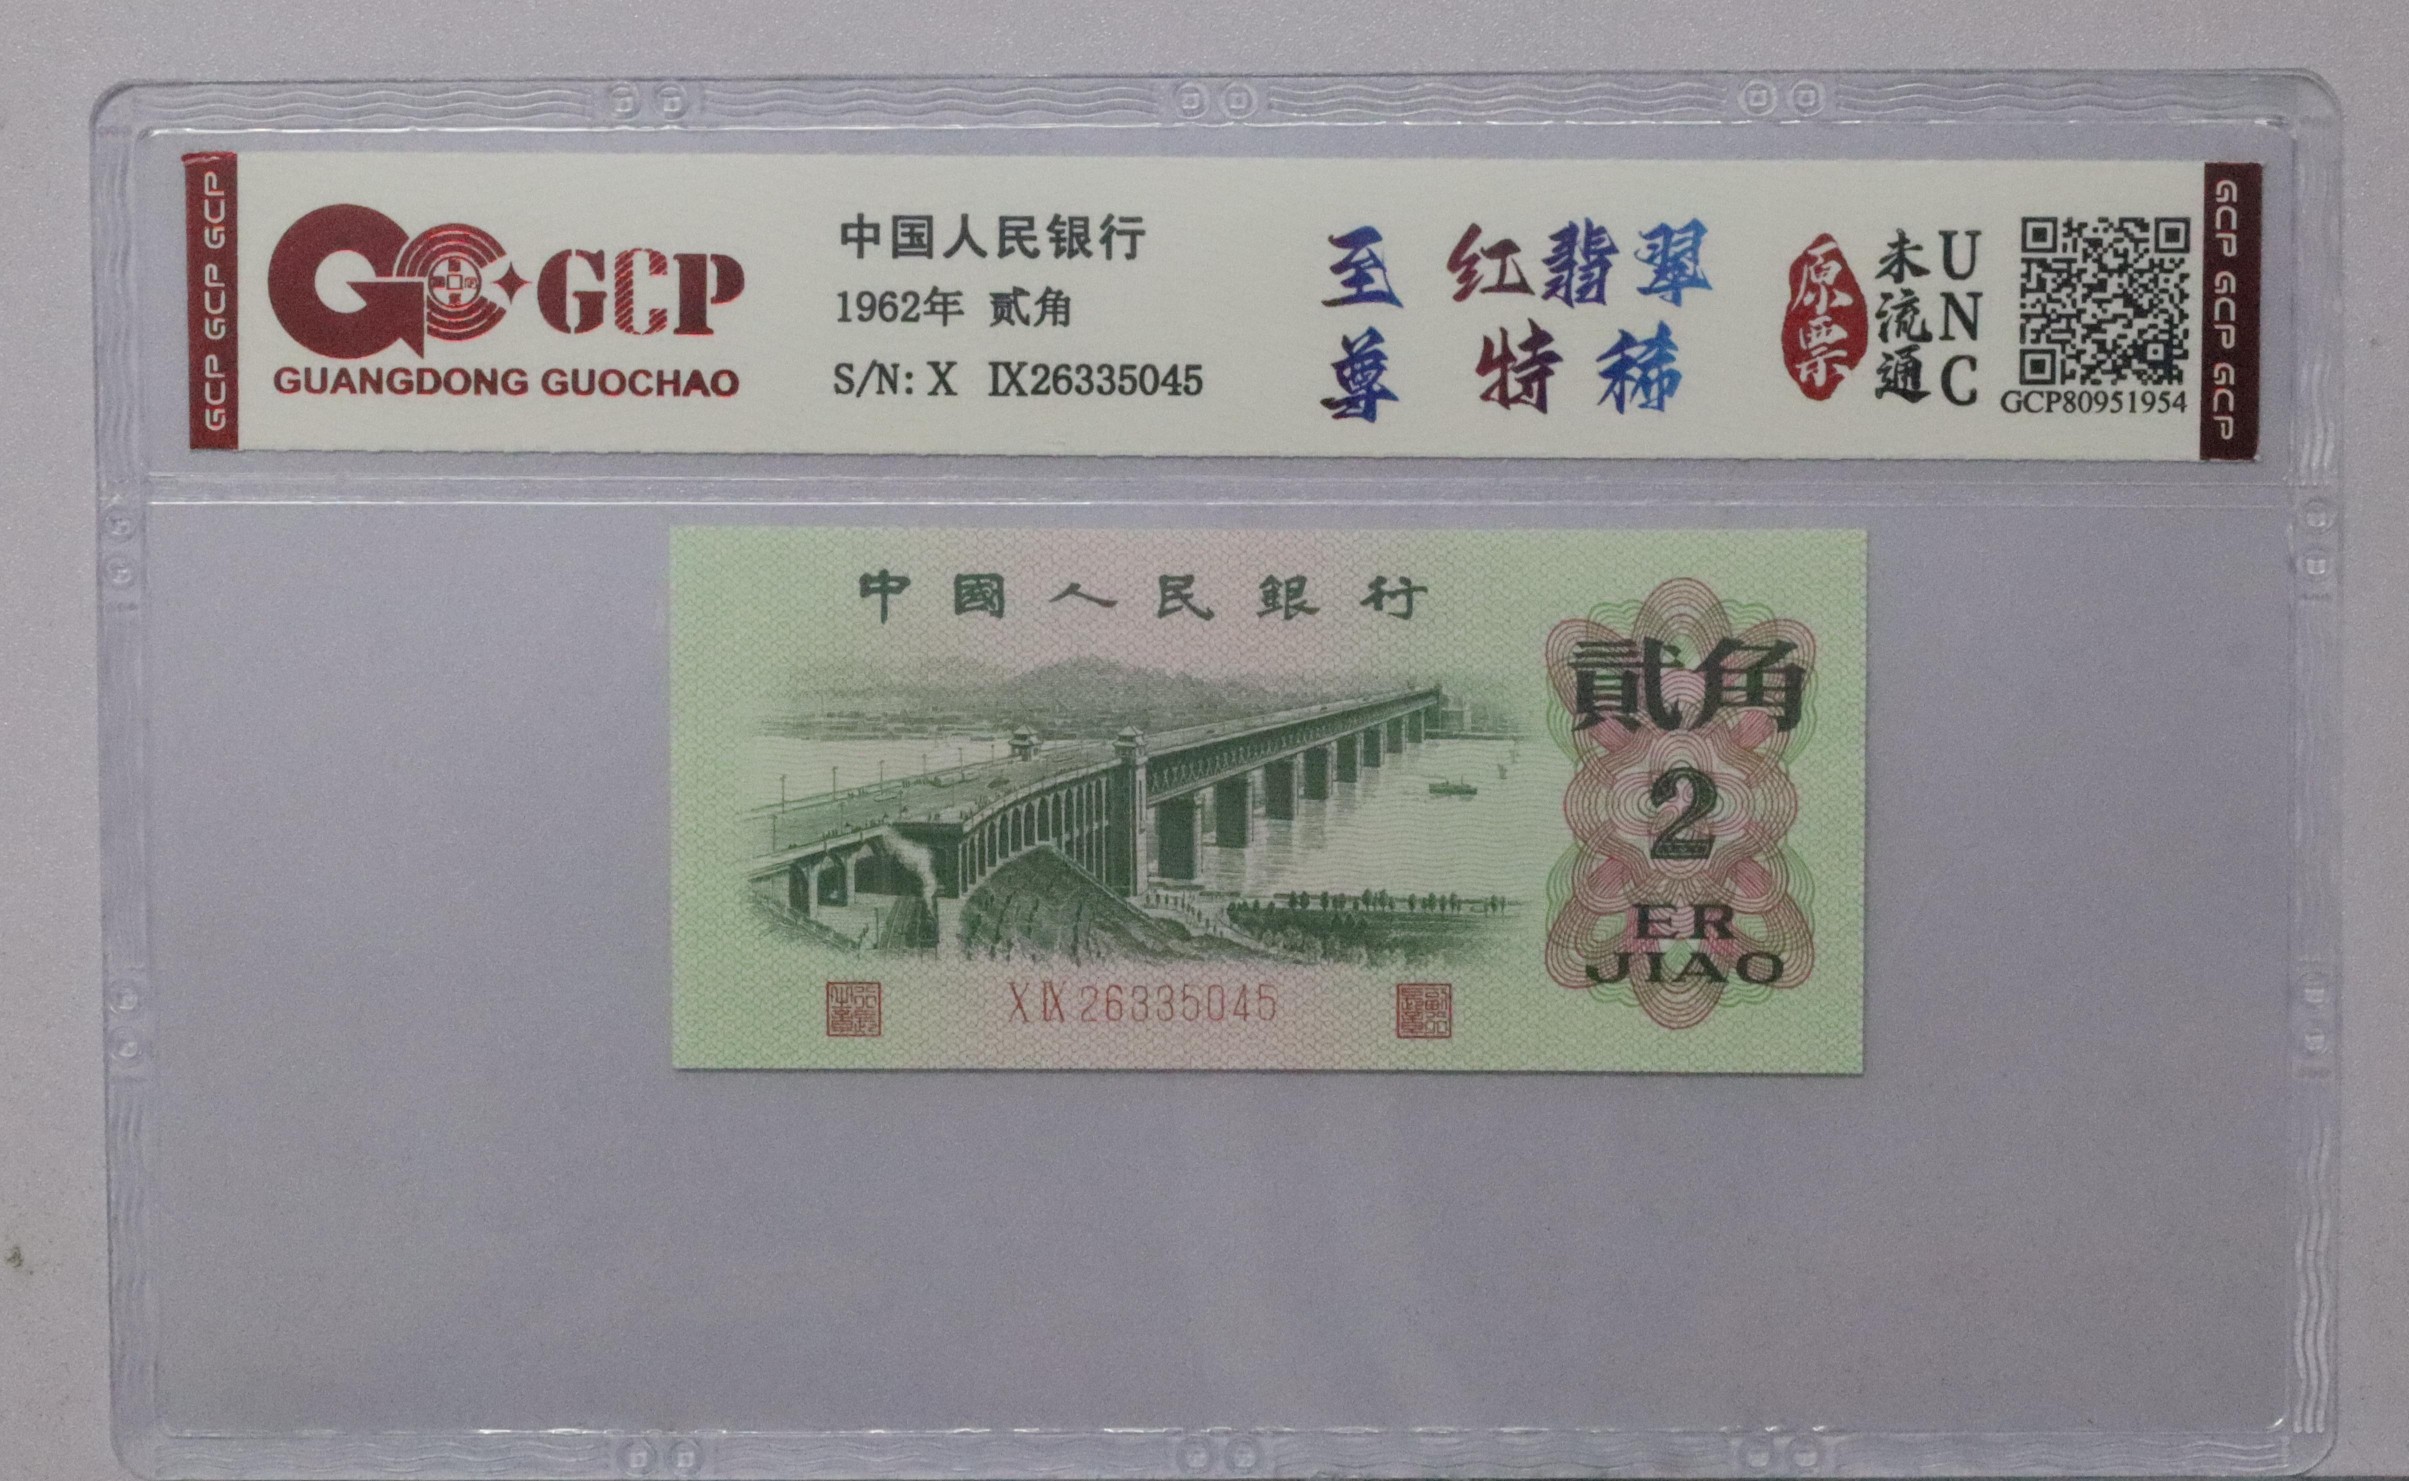 GCP GCP GCP
GCP
GUANGDONG GUOCHAO
中国人民银行
1962年 贰角
S/N: X Ⅸ26335045
至尊
红翡翠
特稀
原票
未流通
UNC
GCP80951954
GCP GCP GCP
中國人民銀行
貳角
2
ER
JIAO
X Ⅸ 26335045